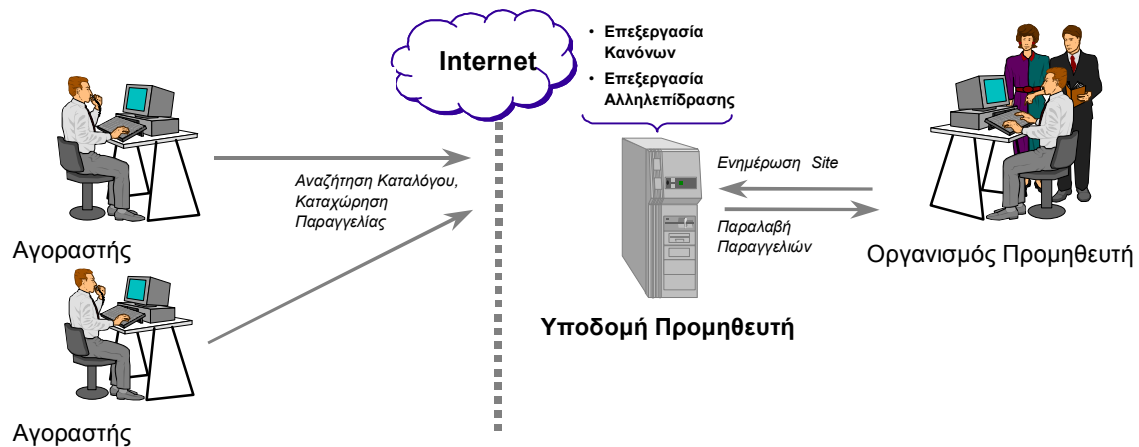 Internet
• Επεξεργασία
Κανόνων
• Επεξεργασία
Αλληλεπίδρασης
Αναζήτηση Καταλόγου,
Καταχώρηση
Παραγγελίας
Ενημέρωση Site
Παραλαβή
Παραγγελιών
Αγοραστής
Οργανισμός Προμηθευτή
Υποδομή Προμηθευτή
Αγοραστής